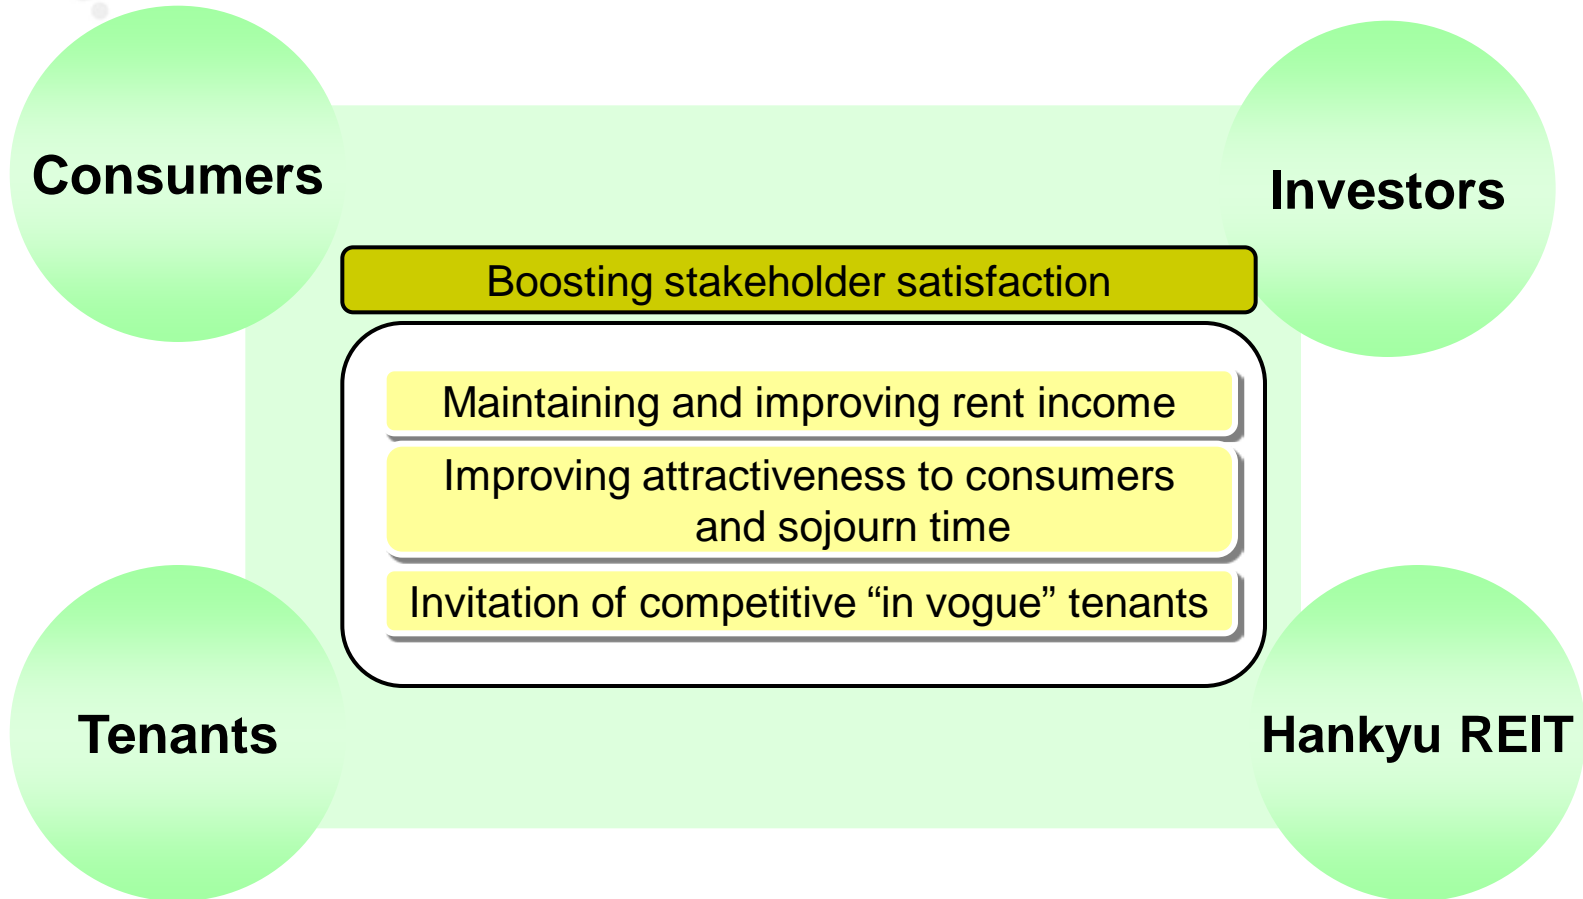 Consumers
Investors
Boosting stakeholder satisfaction
Maintaining and improving rent income
Improving attractiveness to consumers
and sojourn time
Invitation of competitive “in vogue” tenants
Tenants
Hankyu REIT